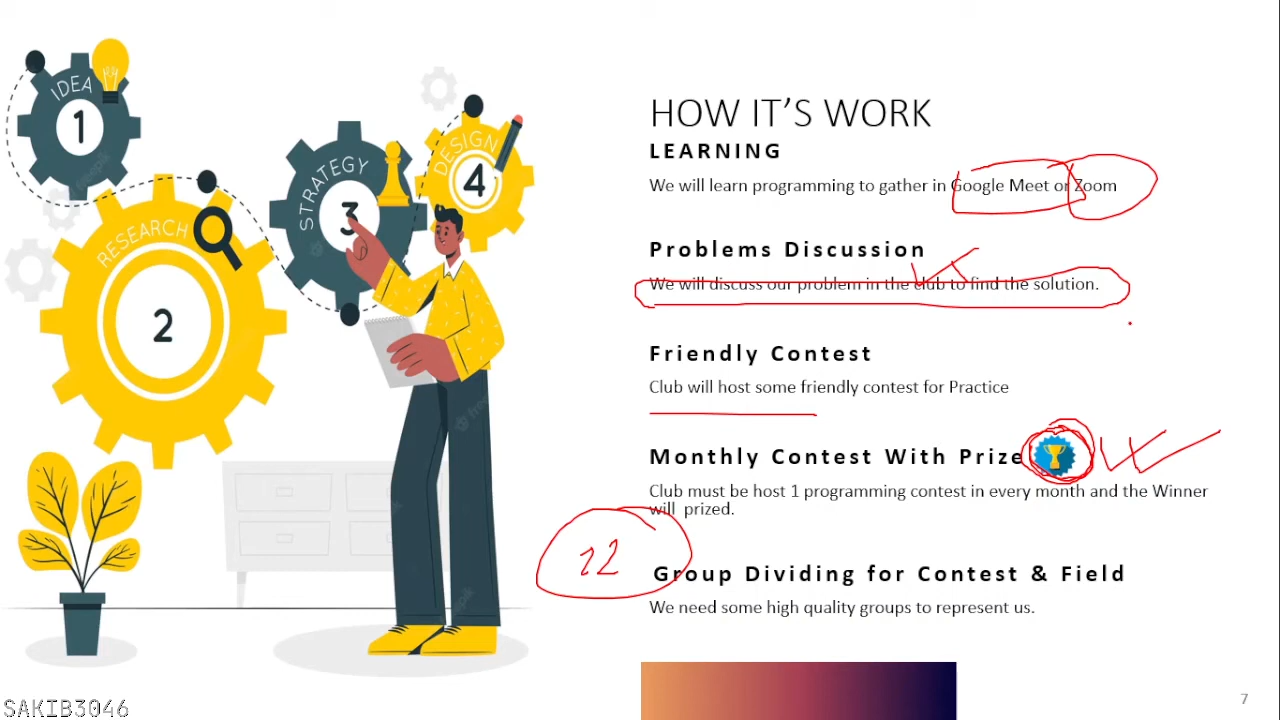 IDEA
1
RESEARCH
2
STRATEGY
3
DESIGN
4
HOW IT’S WORK
LEARNING
We will learn programming to gather in Google Meet or Zoom
Problems Discussion
We will discuss our problem in the club to find the solution.
Friendly Contest
Club will host some friendly contest for Practice
Monthly Contest With Prize
Club must be host 1 programming contest in every month and the Winner
will prized.
22
Group Dividing for Contest & Field
We need some high quality groups to represent us.
SAKIB3046
7